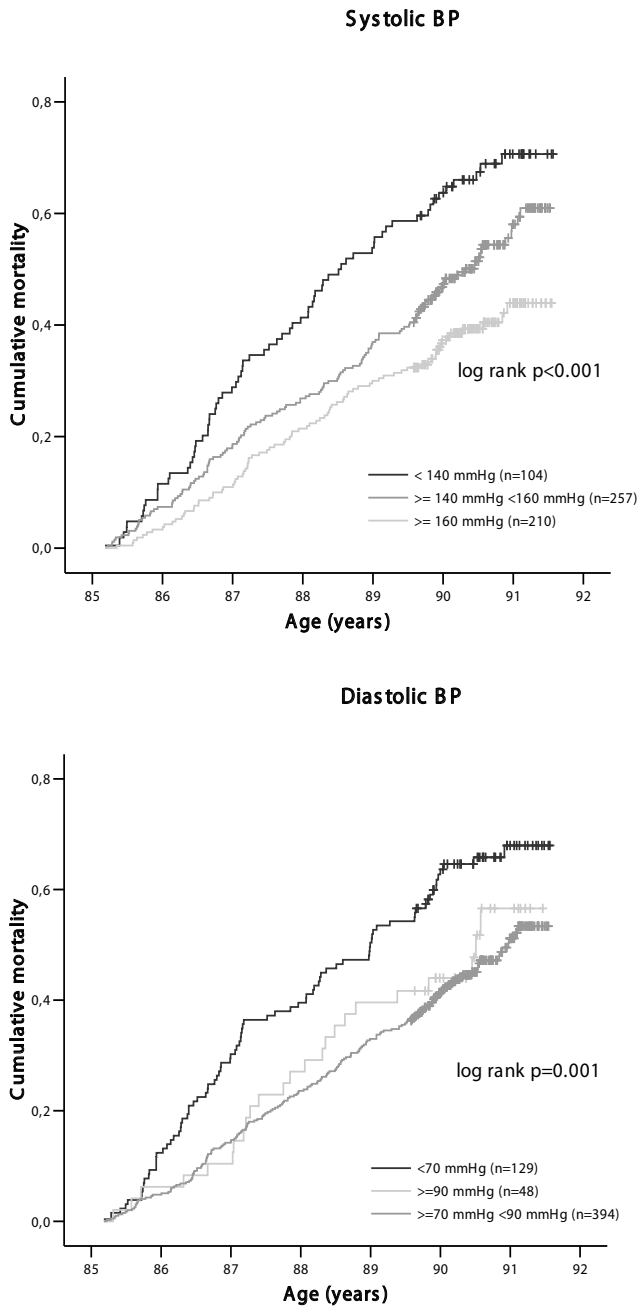 Systolic BP
Cumulative mortality
0,8
0,6
0,4
0,2
0,0
log rank p<0.001
< 140 mmHg (n=104)
>= 140 mmHg <160 mmHg (n=257)
>= 160 mmHg (n=210)
85 86 87 88 89 90 91 92
Age (years)
Diastolic BP
Cumulative mortality
0,8
0,6
0,4
0,2
0,0
log rank p=0.001
<70 mmHg (n=129)
>=90 mmHg (n=48)
>=70 mmHg <90 mmHg (n=394)
85 86 87 88 89 90 91 92
Age (years)